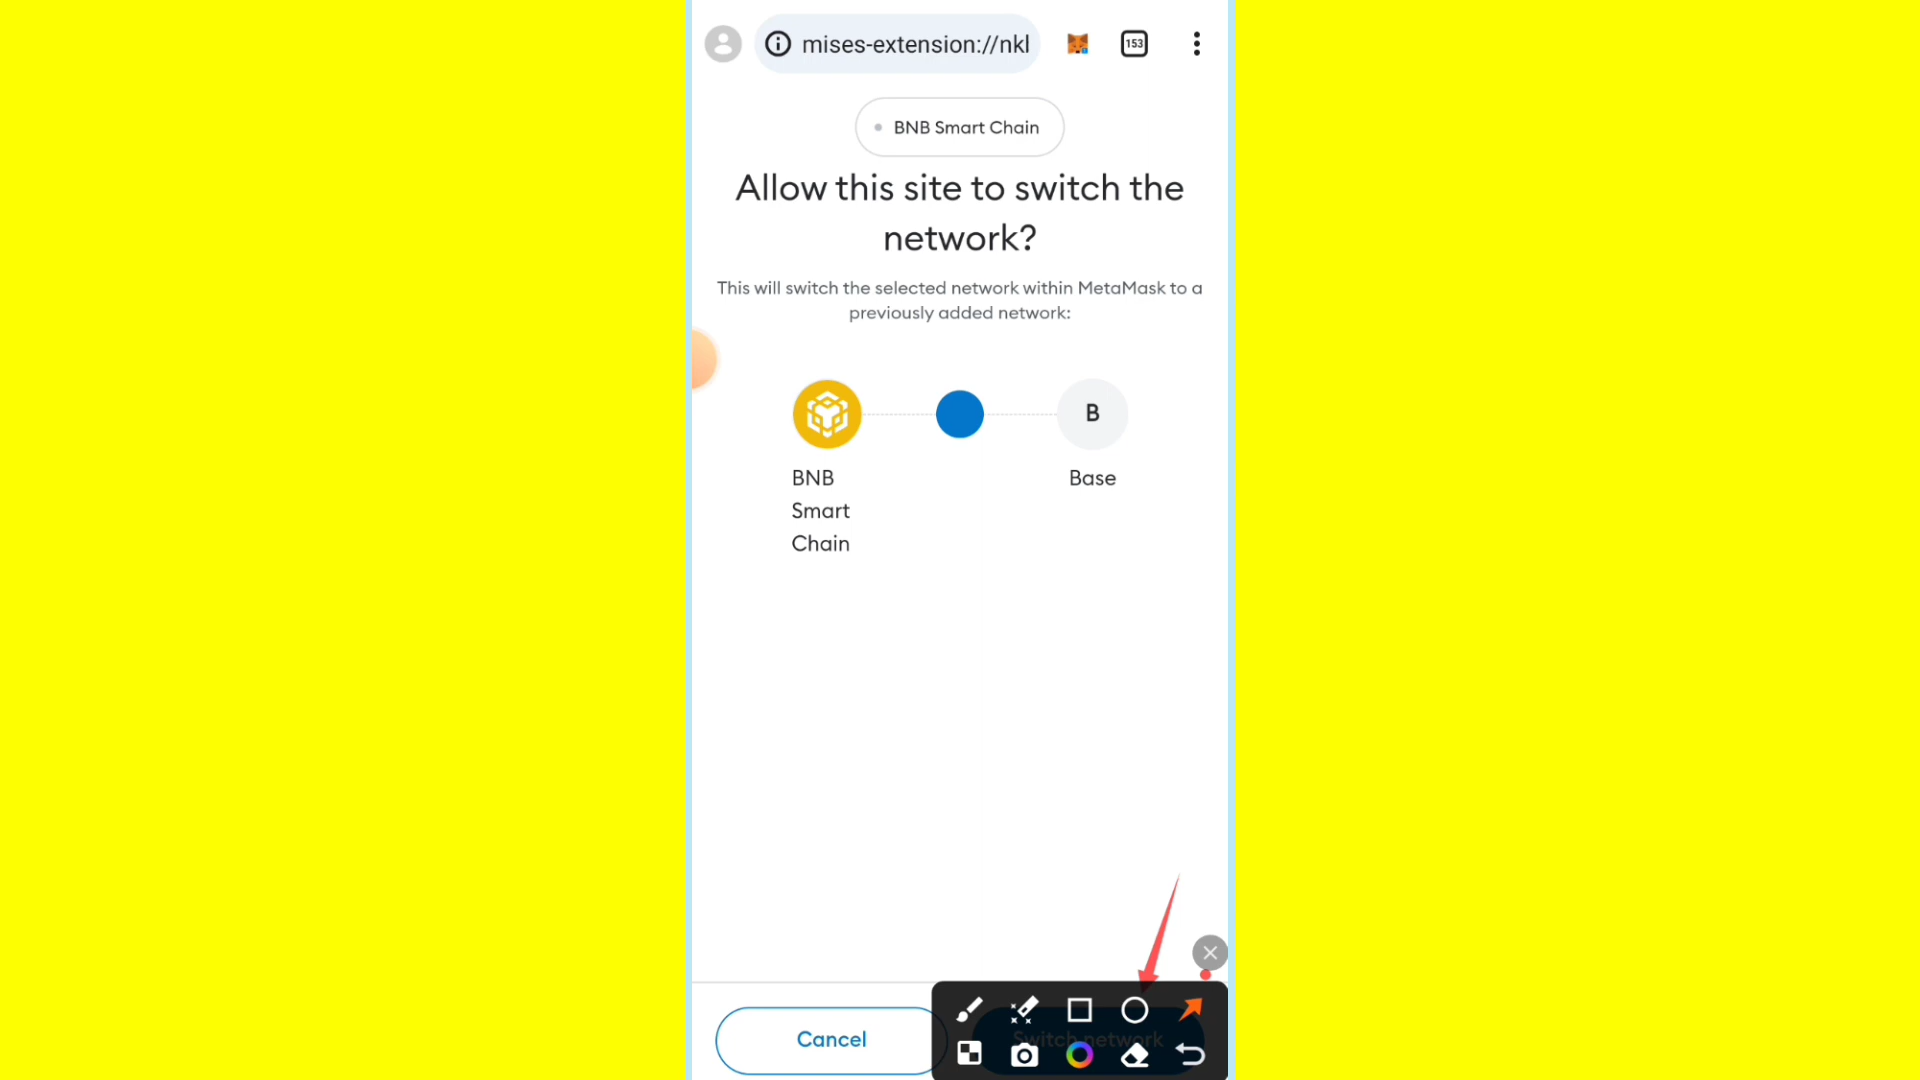 mises-extension://nkl
153
BNB Smart Chain
Allow this site to switch the
network?
This will switch the selected network within MetaMask to a
previously added network:
B
BNB
Smart
Chain
Base
Cancel
Switch network